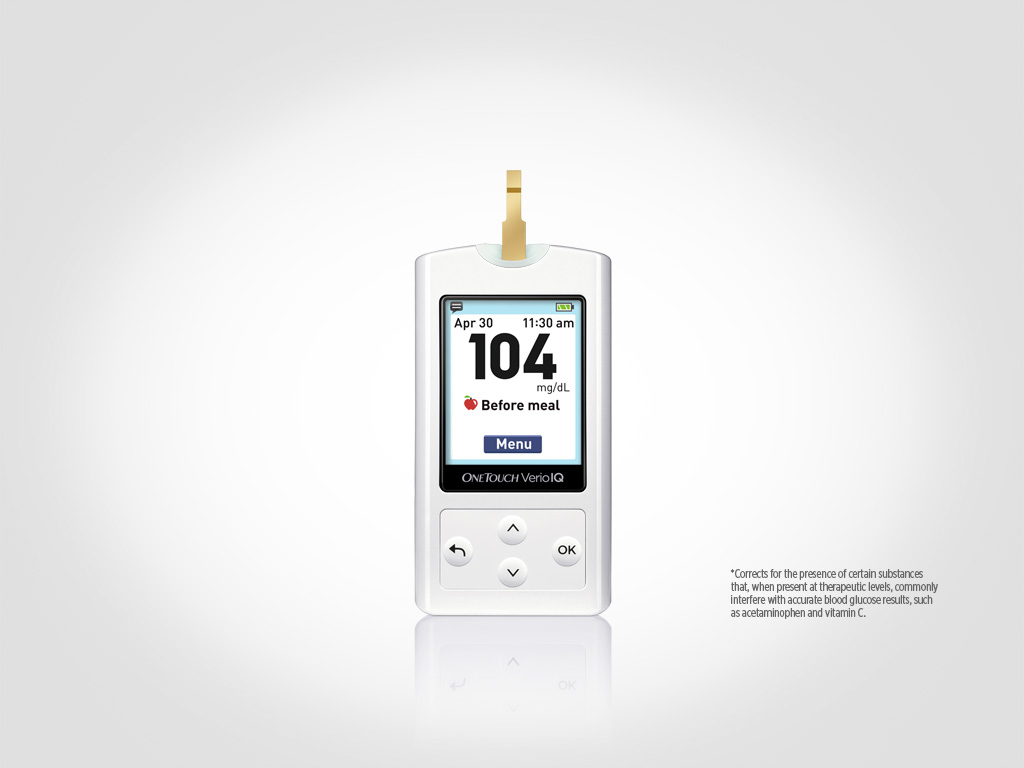 Apr 30 11:30 am
104
mg/dL
Before meal
Menu
ONETOUCH VerioIQ
OK
*Corrects for the presence of certain substances
that, when present at therapeutic levels, commonly
interfere with accurate blood glucose results, such
as acetaminophen and vitamin C.